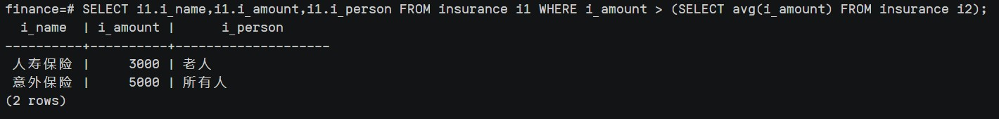 finance=# SELECT i1.i_name,i1.i_amount,i1.i_person FROM insurance i1 WHERE i_amount > (SELECT avg(i_amount) FROM insurance i2);
  i_name  | i_amount |      i_person
----------+----------+--------------------
 人寿保险 |     3000 | 老人
 意外保险 |     5000 | 所有人
(2 rows)